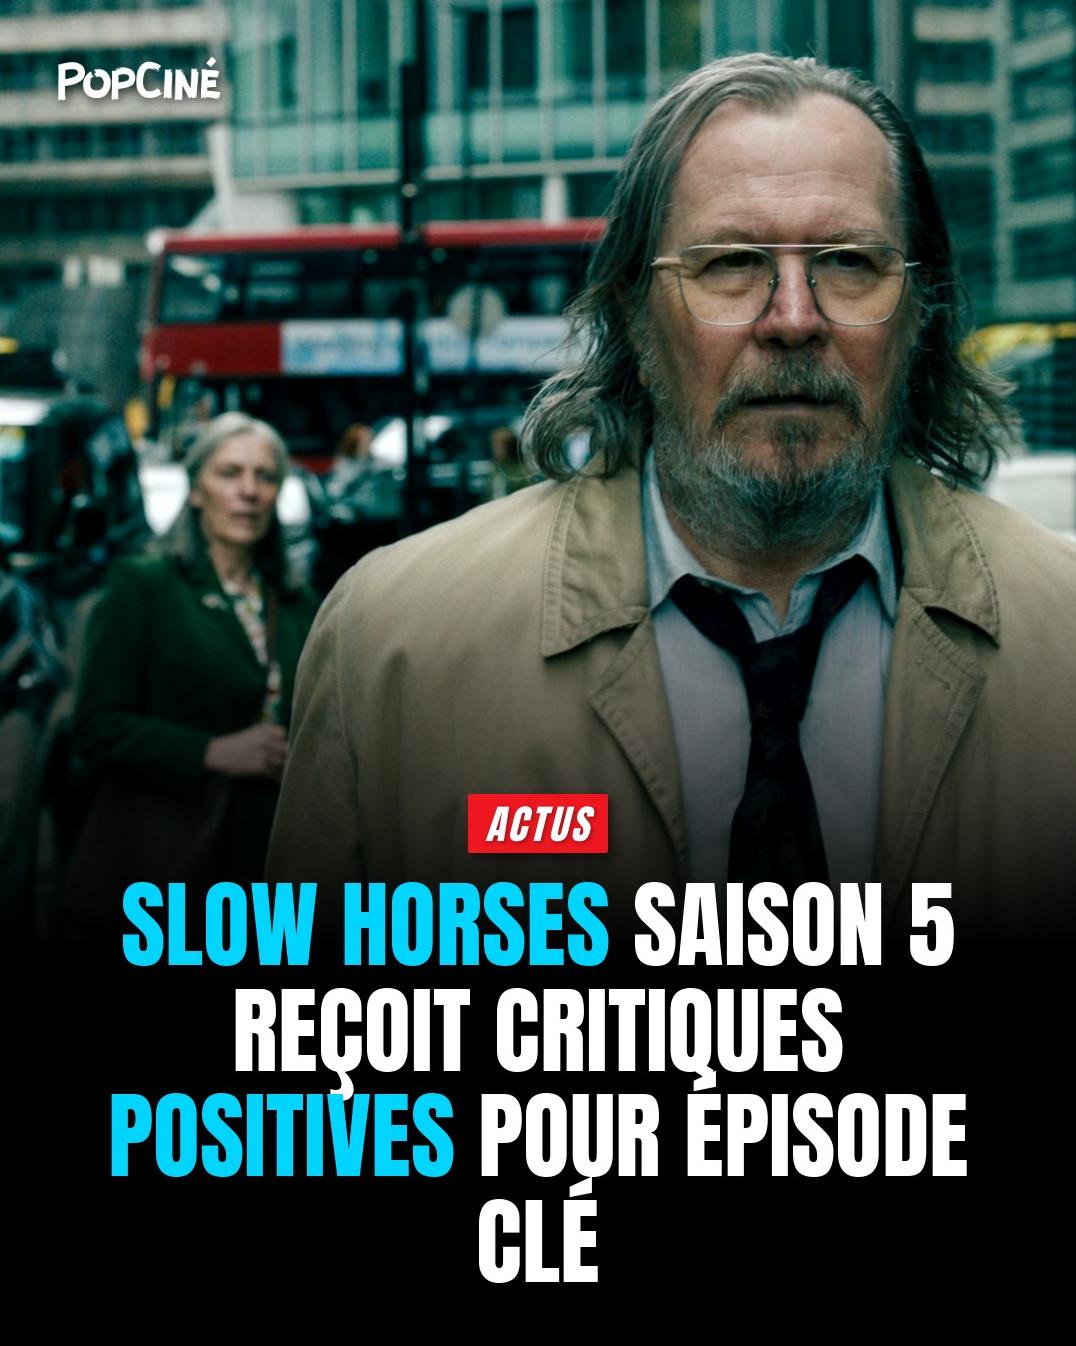 POPCINÉ
ACTUS
SLOW HORSES SAISON 5
REÇOIT CRITIQUES
POSITIVES POUR ÉPISODE
CLÉ